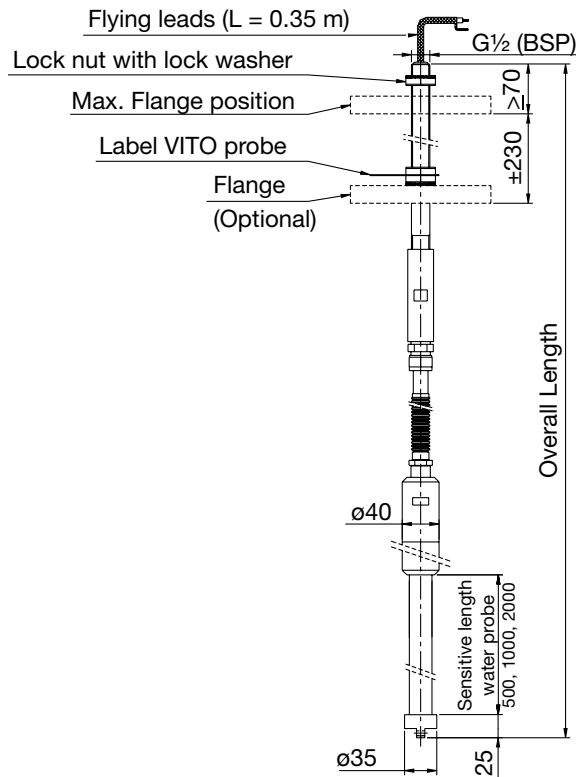 Flying leads (L = 0.35 m)
G½ (BSP)
Lock nut with lock washer
Max. Flange position
≥70
Label VITO probe
±230
Flange
(Optional)
Overall Length
ø40
Sensitive length
water probe
500, 1000, 2000
ø35
25